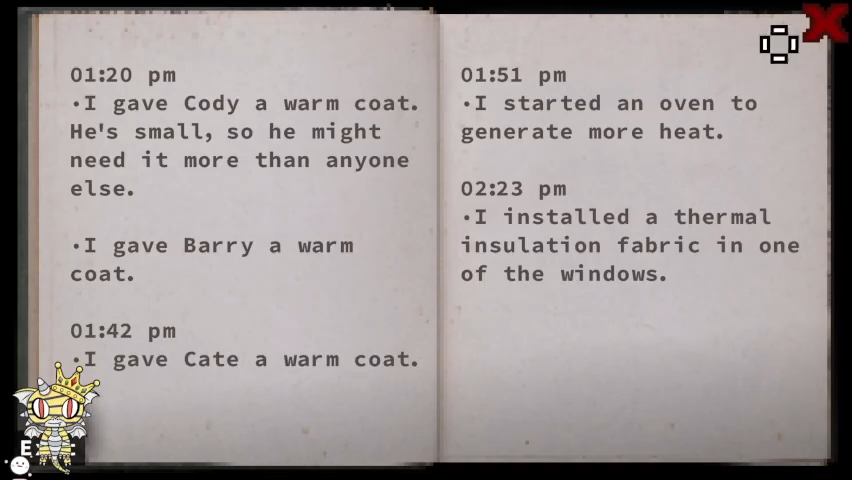 01:20 pm
·I gave Cody a warm coat.
He's small, so he might
need it more than anyone
else.
·I gave Barry a warm
coat.
01:42 pm
·I gave Cate a warm coat.
01:51 pm
·I started an oven to
generate more heat.
02:23 pm
·I installed a thermal
insulation fabric in one
of the windows.